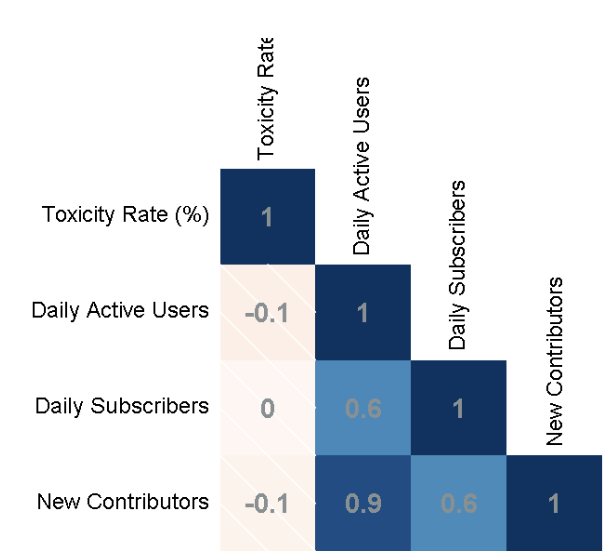 Toxicity Rate
Daily Active Users
Daily Subscribers
New Contributors
Toxicity Rate (%) 1
Daily Active Users -0.1 1
Daily Subscribers 0 0.6 1
New Contributors -0.1 0.9 0.6 1